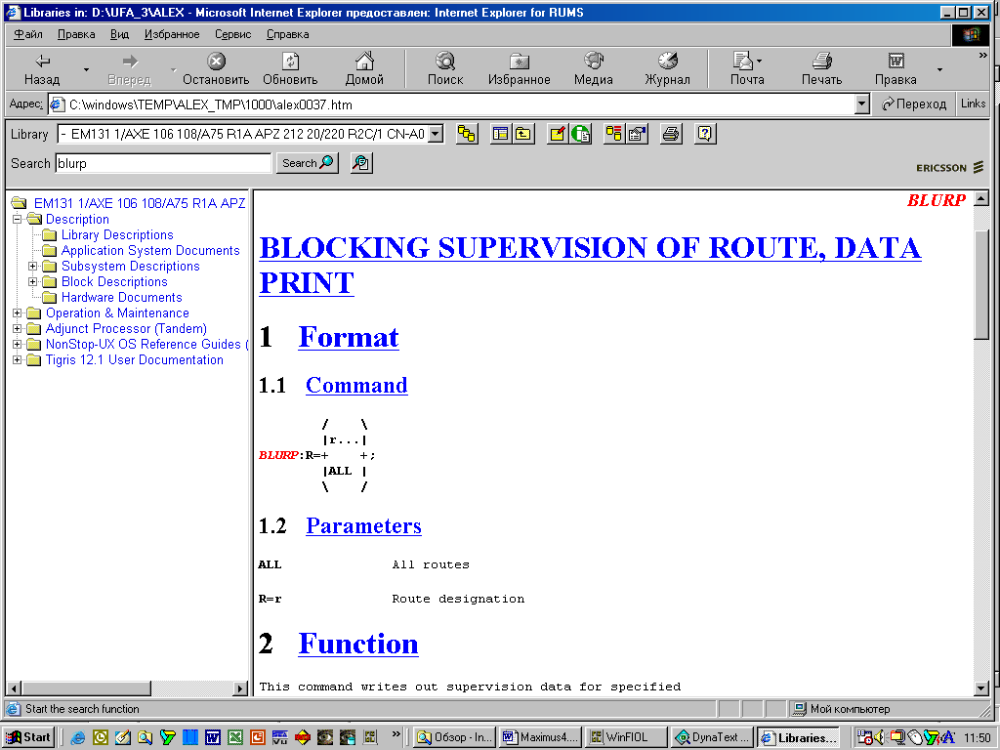 Libraries in: D:\UFA_3\ALEX - Microsoft Internet Explorer предоставлен: Internet Explorer for RUMS
Файл Правка Вид Избранное Сервис Справка
Назад Вперед Остановить Обновить Домой Поиск Избранное Медиа Журнал Почта Печать Правка
Адрес: C:\windows\TEMP\ALEX_TMP\1000\alex0037.htm Переход Links
Library - EM131 1/AXE 106 108/A75 R1A APZ 212 20/220 R2C/1 CN-A0
Search blurp Search
ERICSSON
EM131 1/AXE 106 108/A75 R1A APZ
Description
Library Descriptions
Application System Documents
Subsystem Descriptions
Block Descriptions
Hardware Documents
Operation & Maintenance
Adjunct Processor (Tandem)
NonStop-UX OS Reference Guides (
Tigris 12.1 User Documentation
BLURP
BLOCKING SUPERVISION OF ROUTE, DATA
PRINT
1 Format
1.1 Command
/ \
|r...|
BLURP:R=+ +;
|ALL |
\ /
1.2 Parameters
ALL All routes
R=r Route designation
2 Function
This command writes out supervision data for specified
Start the search function Мой компьютер
Start Обзор - In... Maximus4.... WinFIOL DynaText ... Libraries... 11:50